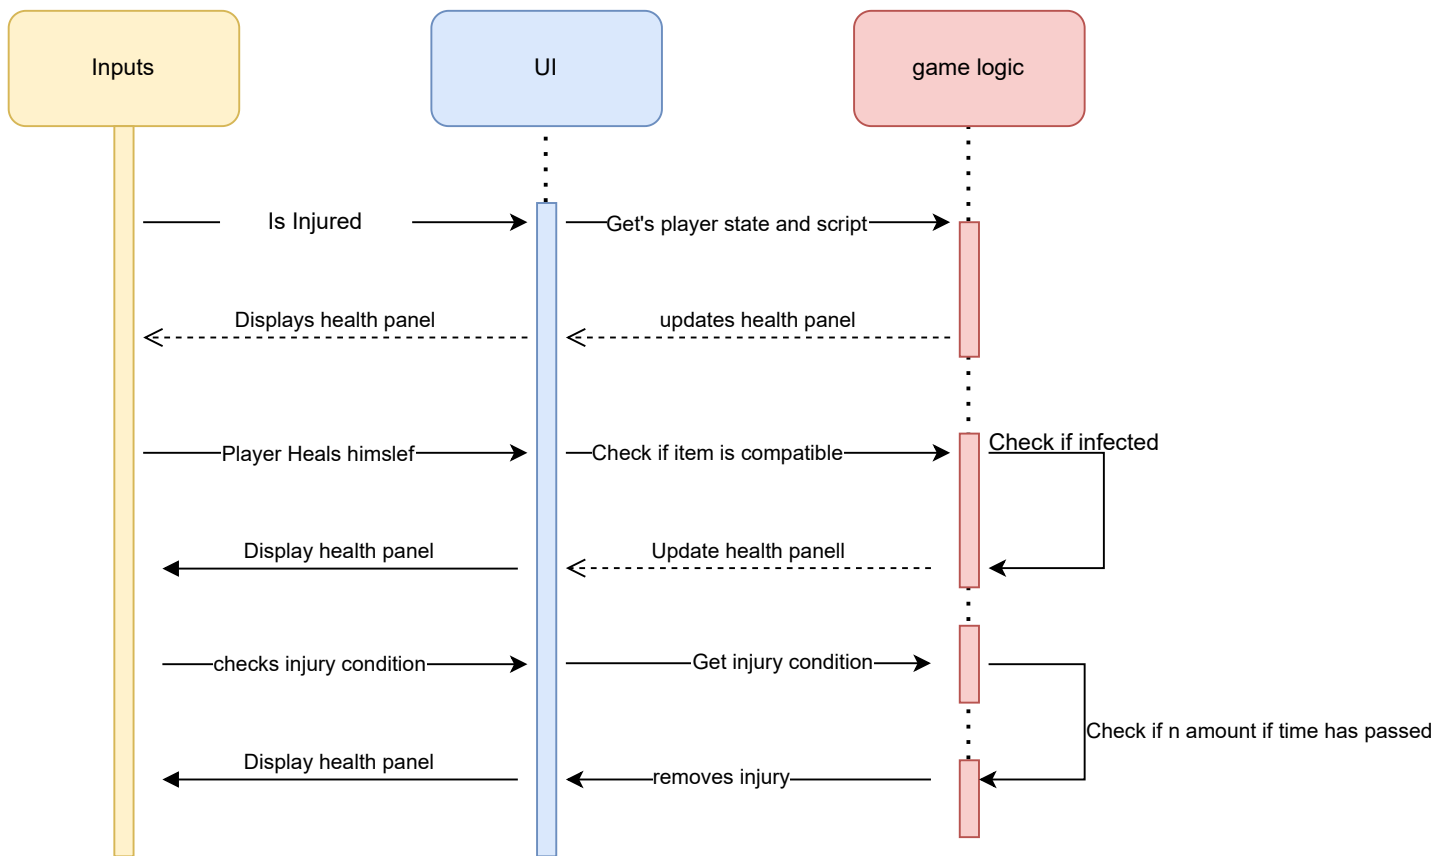 Inputs
UI
game logic
Is Injured
Get's player state and script
Displays health panel
updates health panel
Player Heals himslef
Check if item is compatible
Check if infected
Display health panel
Update health panell
checks injury condition
Get injury condition
Check if n amount if time has passed
Display health panel
removes injury